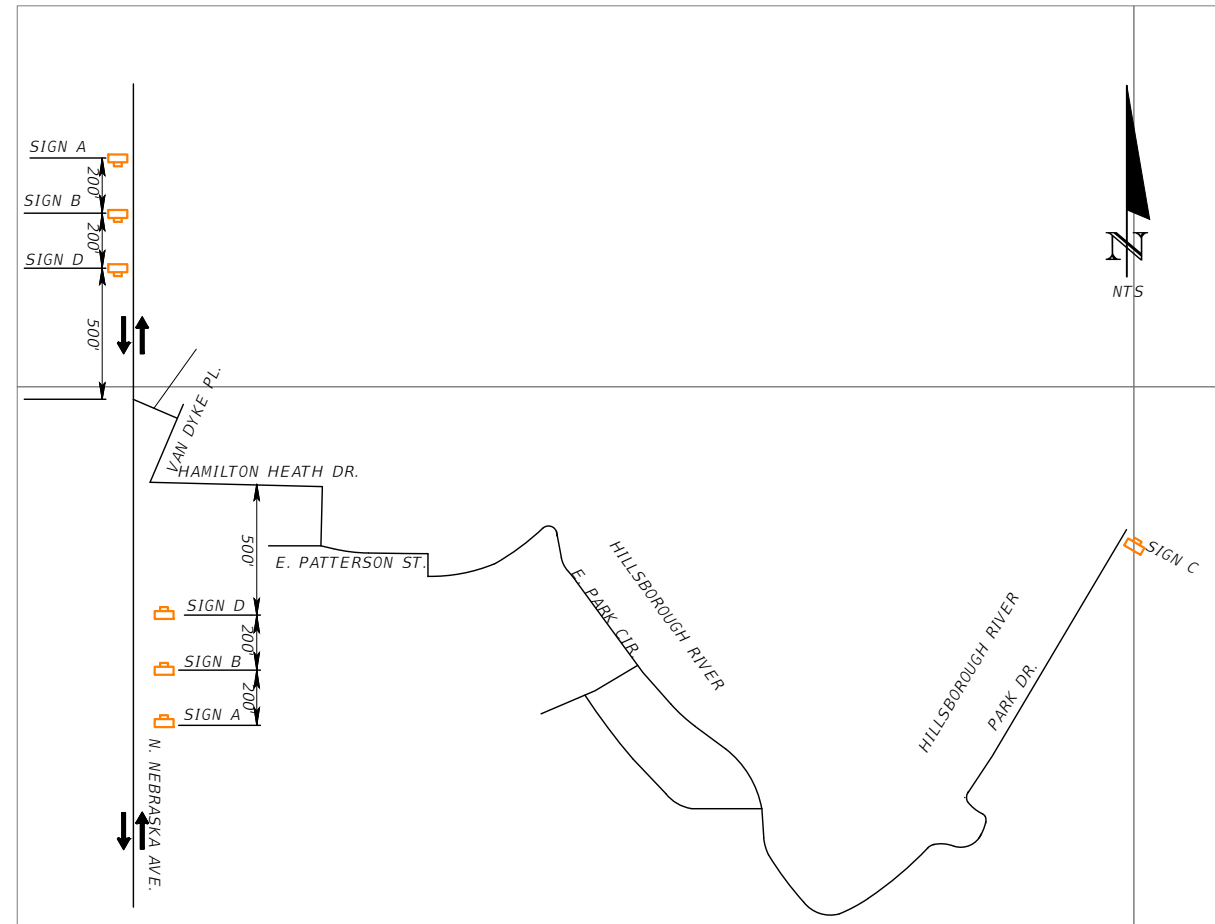 SIGN A
200'
SIGN B
200'
SIGN D
500'
N
NTS
VAN DYKE PL.
HAMILTON HEATH DR.
500'
E. PATTERSON ST.
E. PARK CIR.
HILLSBOROUGH RIVER
SIGN C
HILLSBOROUGH RIVER
PARK DR.
SIGN D
200'
SIGN B
200'
SIGN A
N. NEBRASKA AVE.